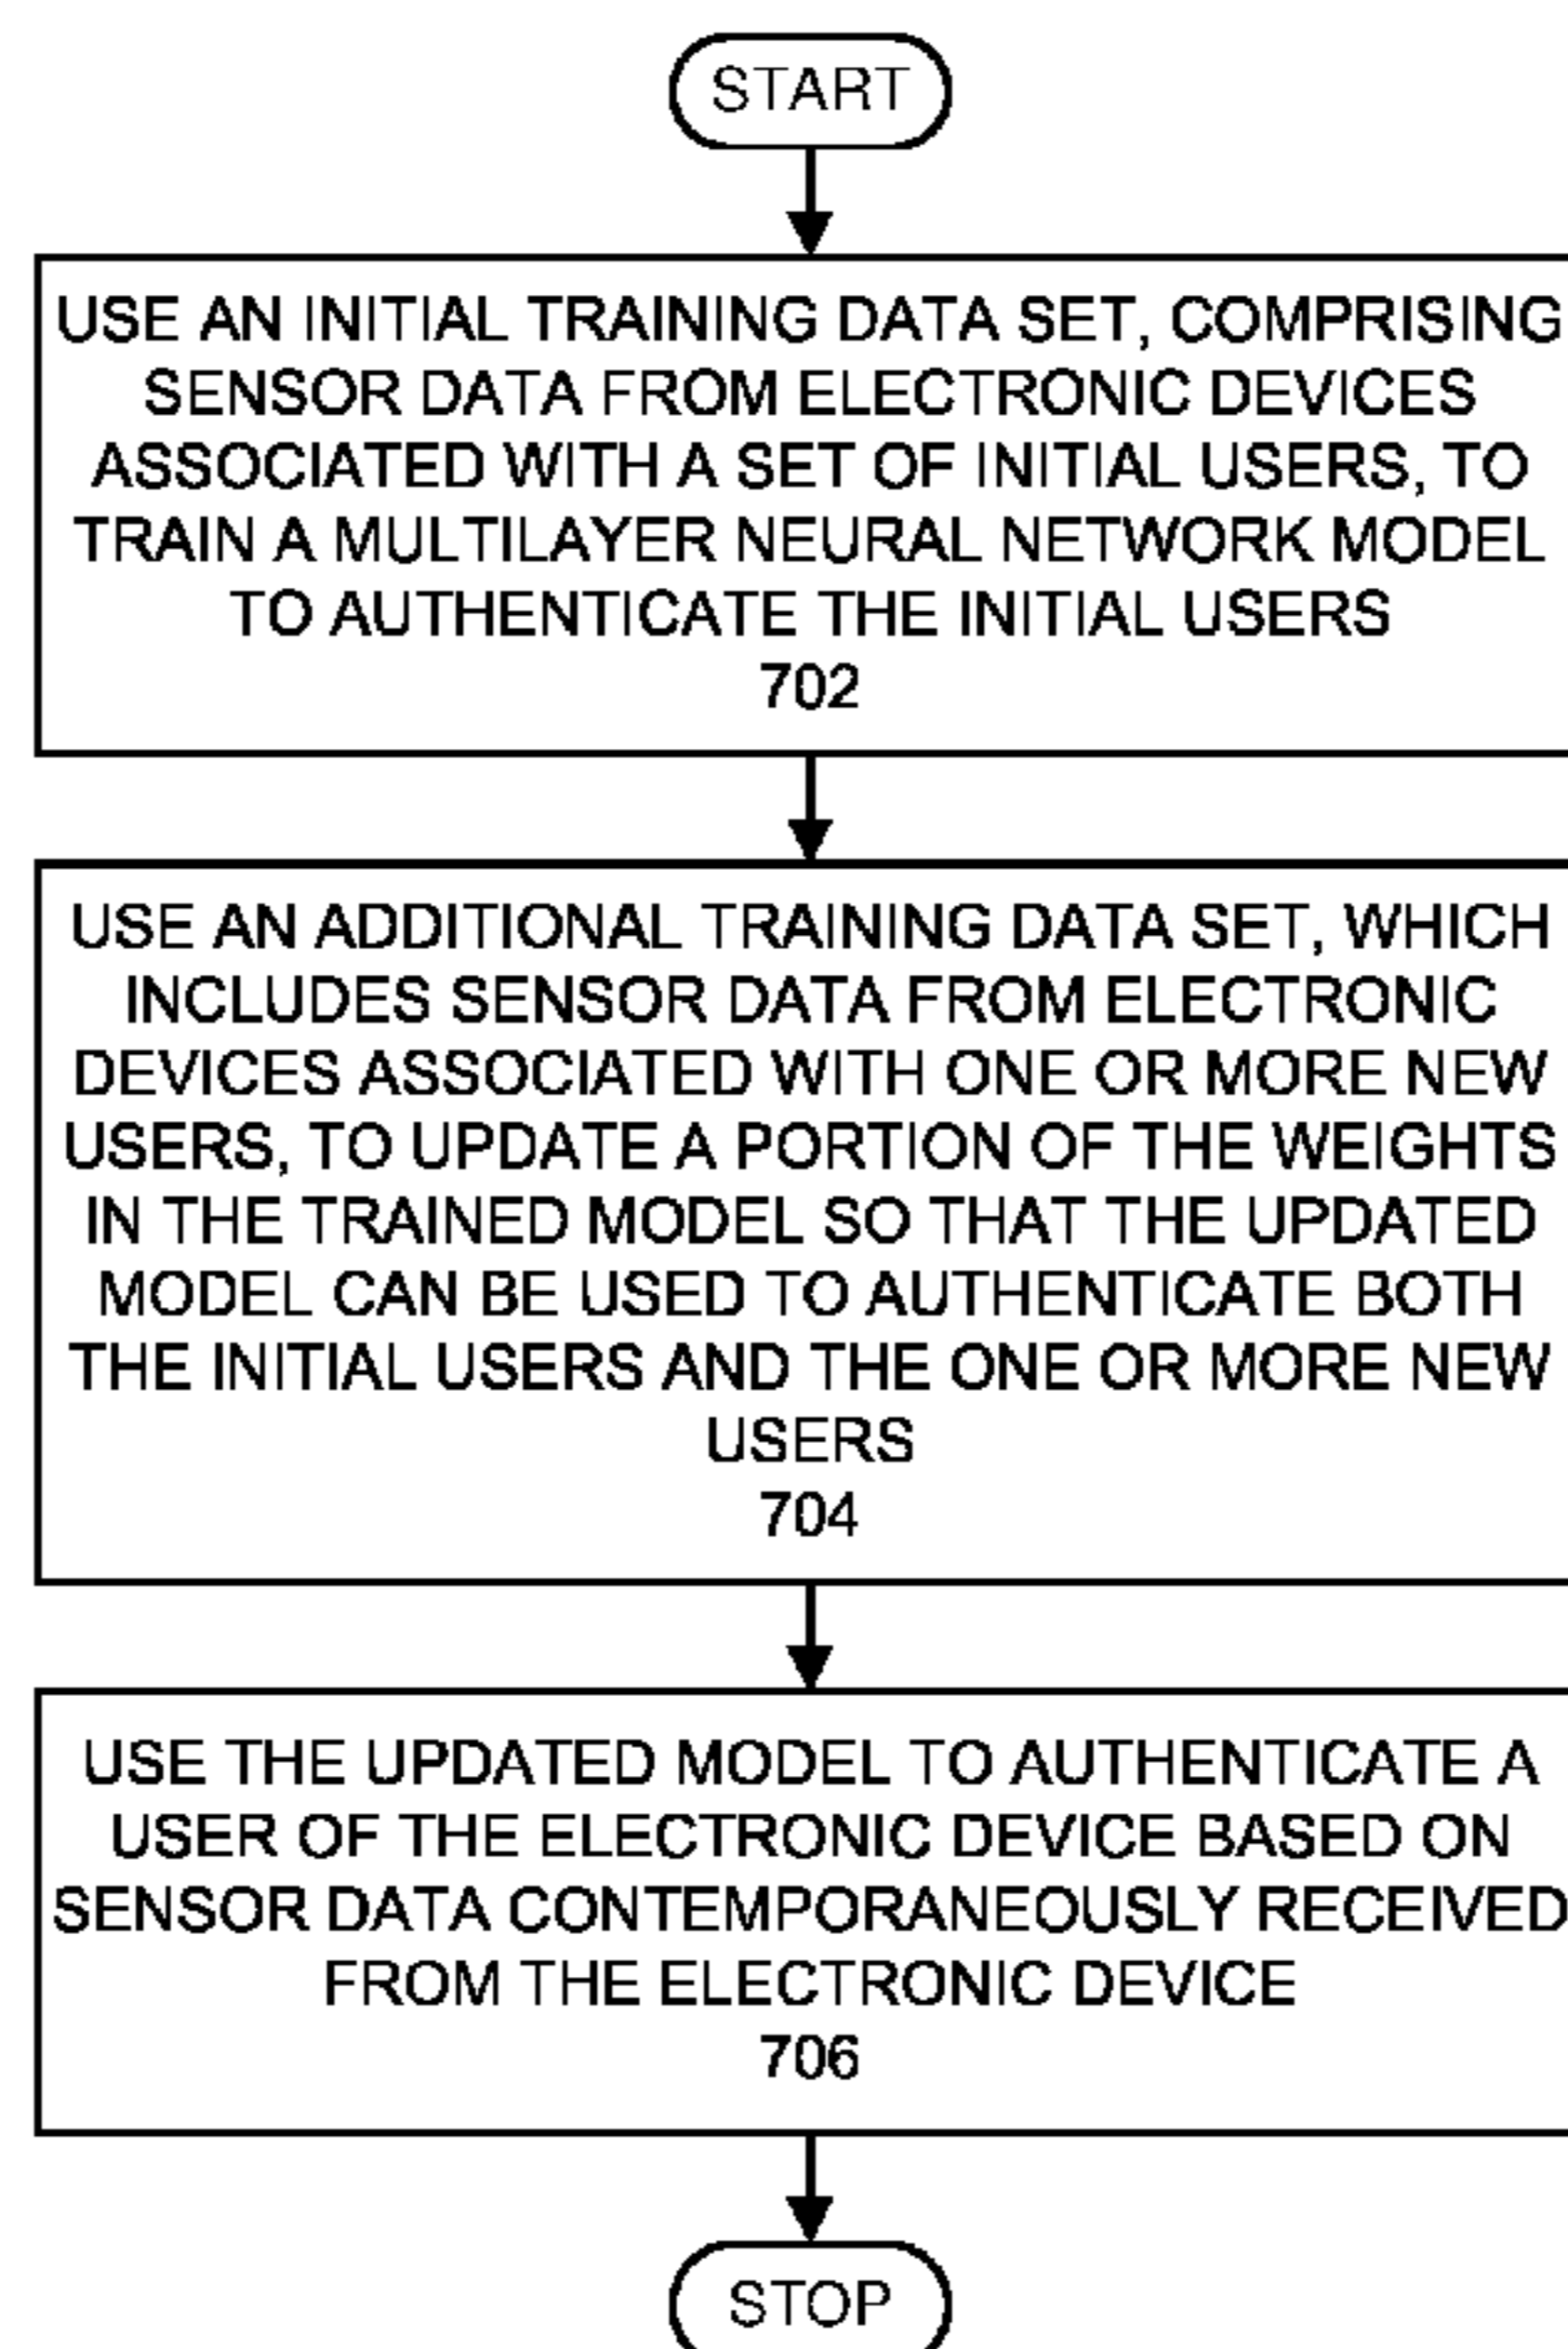 START
USE AN INITIAL TRAINING DATA SET, COMPRISING
SENSOR DATA FROM ELECTRONIC DEVICES
ASSOCIATED WITH A SET OF INITIAL USERS, TO
TRAIN A MULTILAYER NEURAL NETWORK MODEL
TO AUTHENTICATE THE INITIAL USERS
702
USE AN ADDITIONAL TRAINING DATA SET, WHICH
INCLUDES SENSOR DATA FROM ELECTRONIC
DEVICES ASSOCIATED WITH ONE OR MORE NEW
USERS, TO UPDATE A PORTION OF THE WEIGHTS
IN THE TRAINED MODEL SO THAT THE UPDATED
MODEL CAN BE USED TO AUTHENTICATE BOTH
THE INITIAL USERS AND THE ONE OR MORE NEW
USERS
704
USE THE UPDATED MODEL TO AUTHENTICATE A
USER OF THE ELECTRONIC DEVICE BASED ON
SENSOR DATA CONTEMPORANEOUSLY RECEIVED
FROM THE ELECTRONIC DEVICE
706
STOP